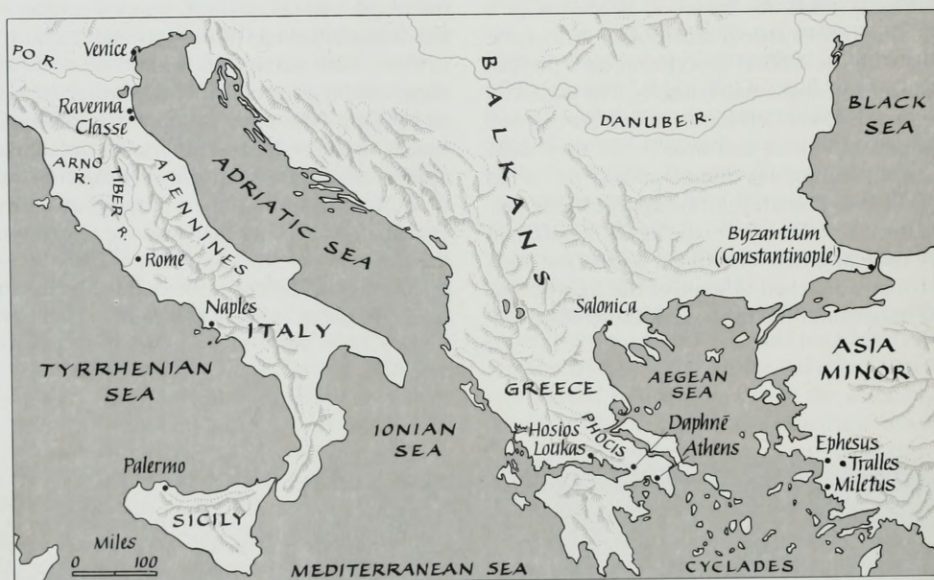 Venice
PO R.
Ravenna
Classe
ARNO
R.
TIBER R.
APENNINES
ADRIATIC SEA
Rome
Naples
ITALY
TYRRHENIAN
SEA
Palermo
SICILY
Miles
0 100
IONIAN
SEA
MEDITERRANEAN SEA
BALKANS
DANUBE R.
BLACK
SEA
Byzantium
(Constantinople)
Salonica
GREECE
AEGEAN
SEA
ASIA
MINOR
PHOCIS
Hosios
Loukas
Daphnē
Athens
Ephesus
Tralles
Miletus
CYCLADES